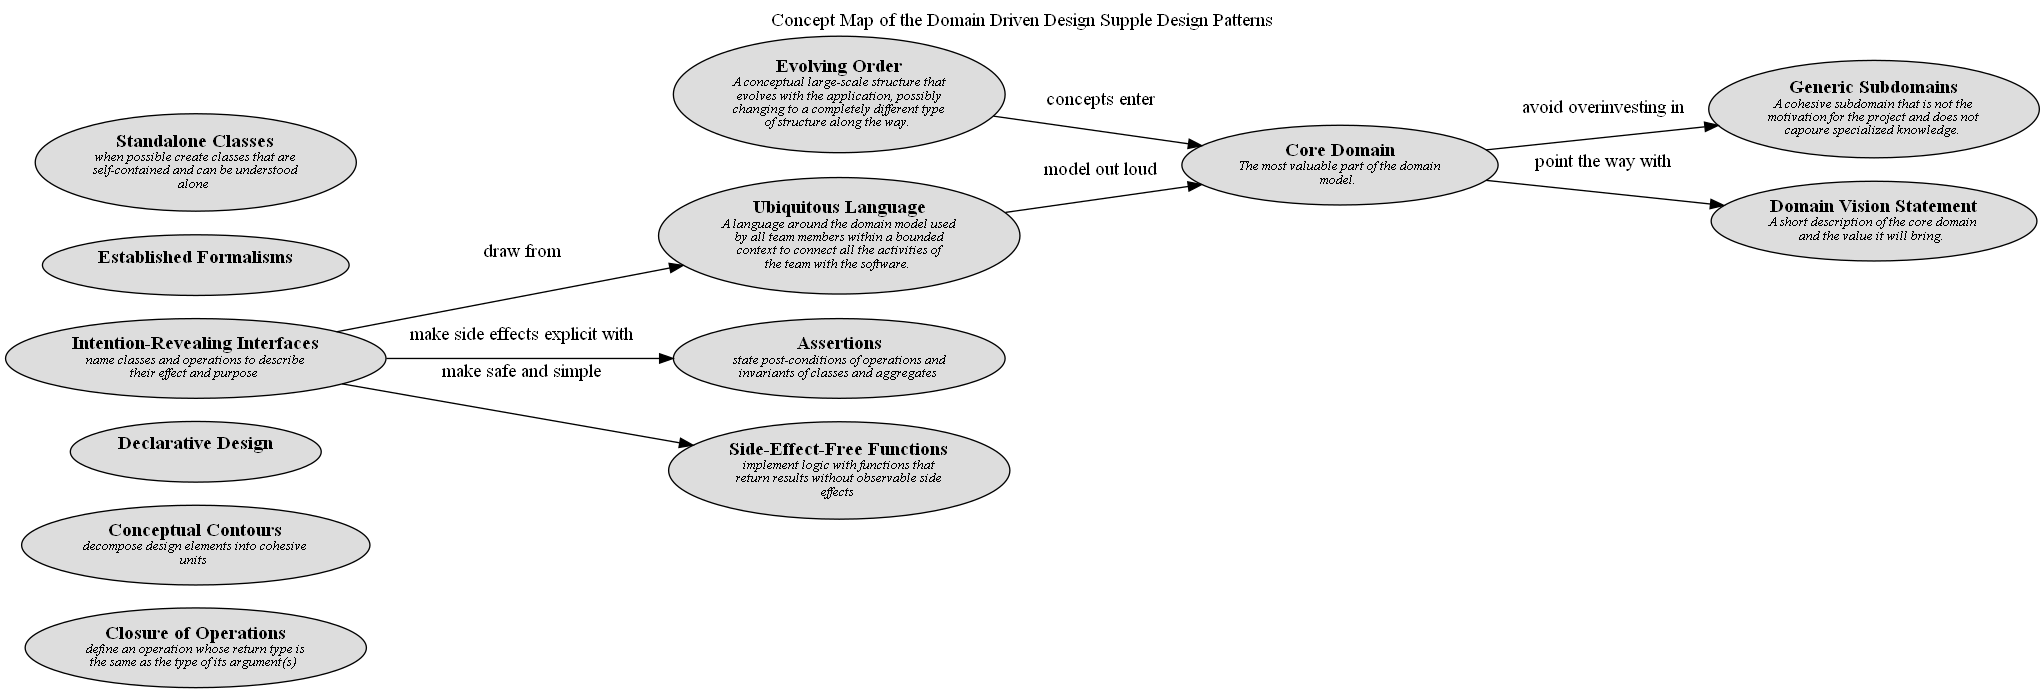 Concept Map of the Domain Driven Design Supple Design Patterns
Standalone Classes
when possible create classes that are
self-contained and can be understood
alone
Established Formalisms
Intention-Revealing Interfaces
name classes and operations to describe
their effect and purpose
Declarative Design
Conceptual Contours
decompose design elements into cohesive
units
Closure of Operations
define an operation whose return type is
the same as the type of its argument(s)
draw from
make side effects explicit with
make safe and simple
Evolving Order
A conceptual large-scale structure that
evolves with the application, possibly
changing to a completely different type
of structure along the way.
Ubiquitous Language
A language around the domain model used
by all team members within a bounded
context to connect all the activities of
the team with the software.
Assertions
state post-conditions of operations and
invariants of classes and aggregates
Side-Effect-Free Functions
implement logic with functions that
return results without observable side
effects
concepts enter
model out loud
Core Domain
The most valuable part of the domain
model.
avoid overinvesting in
point the way with
Generic Subdomains
A cohesive subdomain that is not the
motivation for the project and does not
capoure specialized knowledge.
Domain Vision Statement
A short description of the core domain
and the value it will bring.